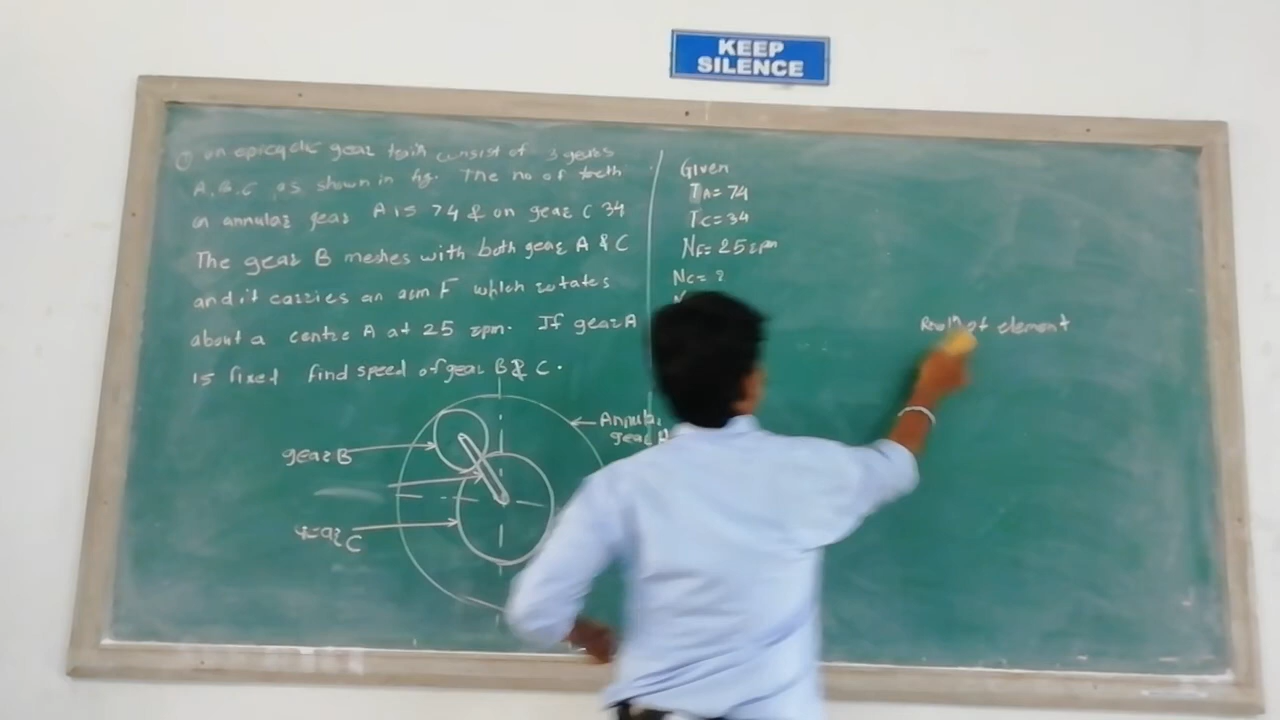 KEEP
SILENCE
on epicyclic gear train consist of 3 gears
A.B.C as shown in fig. The no of teeth
on annular gear A is 74 & on gear C 34
The gear B meshes with both gear A & C
and it carries an arm F which rotates
about a centre A at 25 rpm. If gear A
is fixed find speed of gear B & C.
gear B
gear C
Annular
gear A
Given
TA = 74
TC = 34
NF = 25 rpm
NC = ?
of element